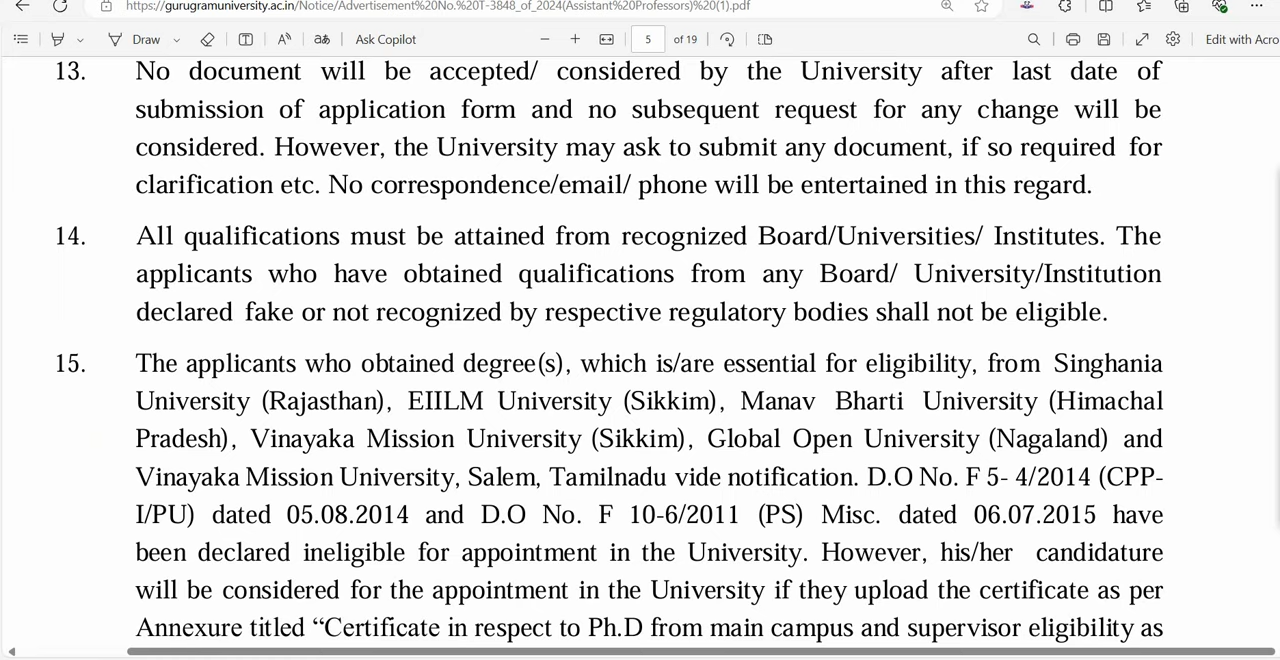 https://gurugramuniversity.ac.in/Notice/Advertisement%20No.%20T-3848_of_2024(Assistant%20Professors)%20(1).pdf
Draw Ask Copilot 5 of 19 Edit with Acro
13. No document will be accepted/ considered by the University after last date of
submission of application form and no subsequent request for any change will be
considered. However, the University may ask to submit any document, if so required for
clarification etc. No correspondence/email/ phone will be entertained in this regard.
14. All qualifications must be attained from recognized Board/Universities/ Institutes. The
applicants who have obtained qualifications from any Board/ University/Institution
declared fake or not recognized by respective regulatory bodies shall not be eligible.
15. The applicants who obtained degree(s), which is/are essential for eligibility, from Singhania
University (Rajasthan), EIILM University (Sikkim), Manav Bharti University (Himachal
Pradesh), Vinayaka Mission University (Sikkim), Global Open University (Nagaland) and
Vinayaka Mission University, Salem, Tamilnadu vide notification. D.O No. F 5- 4/2014 (CPP-
I/PU) dated 05.08.2014 and D.O No. F 10-6/2011 (PS) Misc. dated 06.07.2015 have
been declared ineligible for appointment in the University. However, his/her candidature
will be considered for the appointment in the University if they upload the certificate as per
Annexure titled “Certificate in respect to Ph.D from main campus and supervisor eligibility as